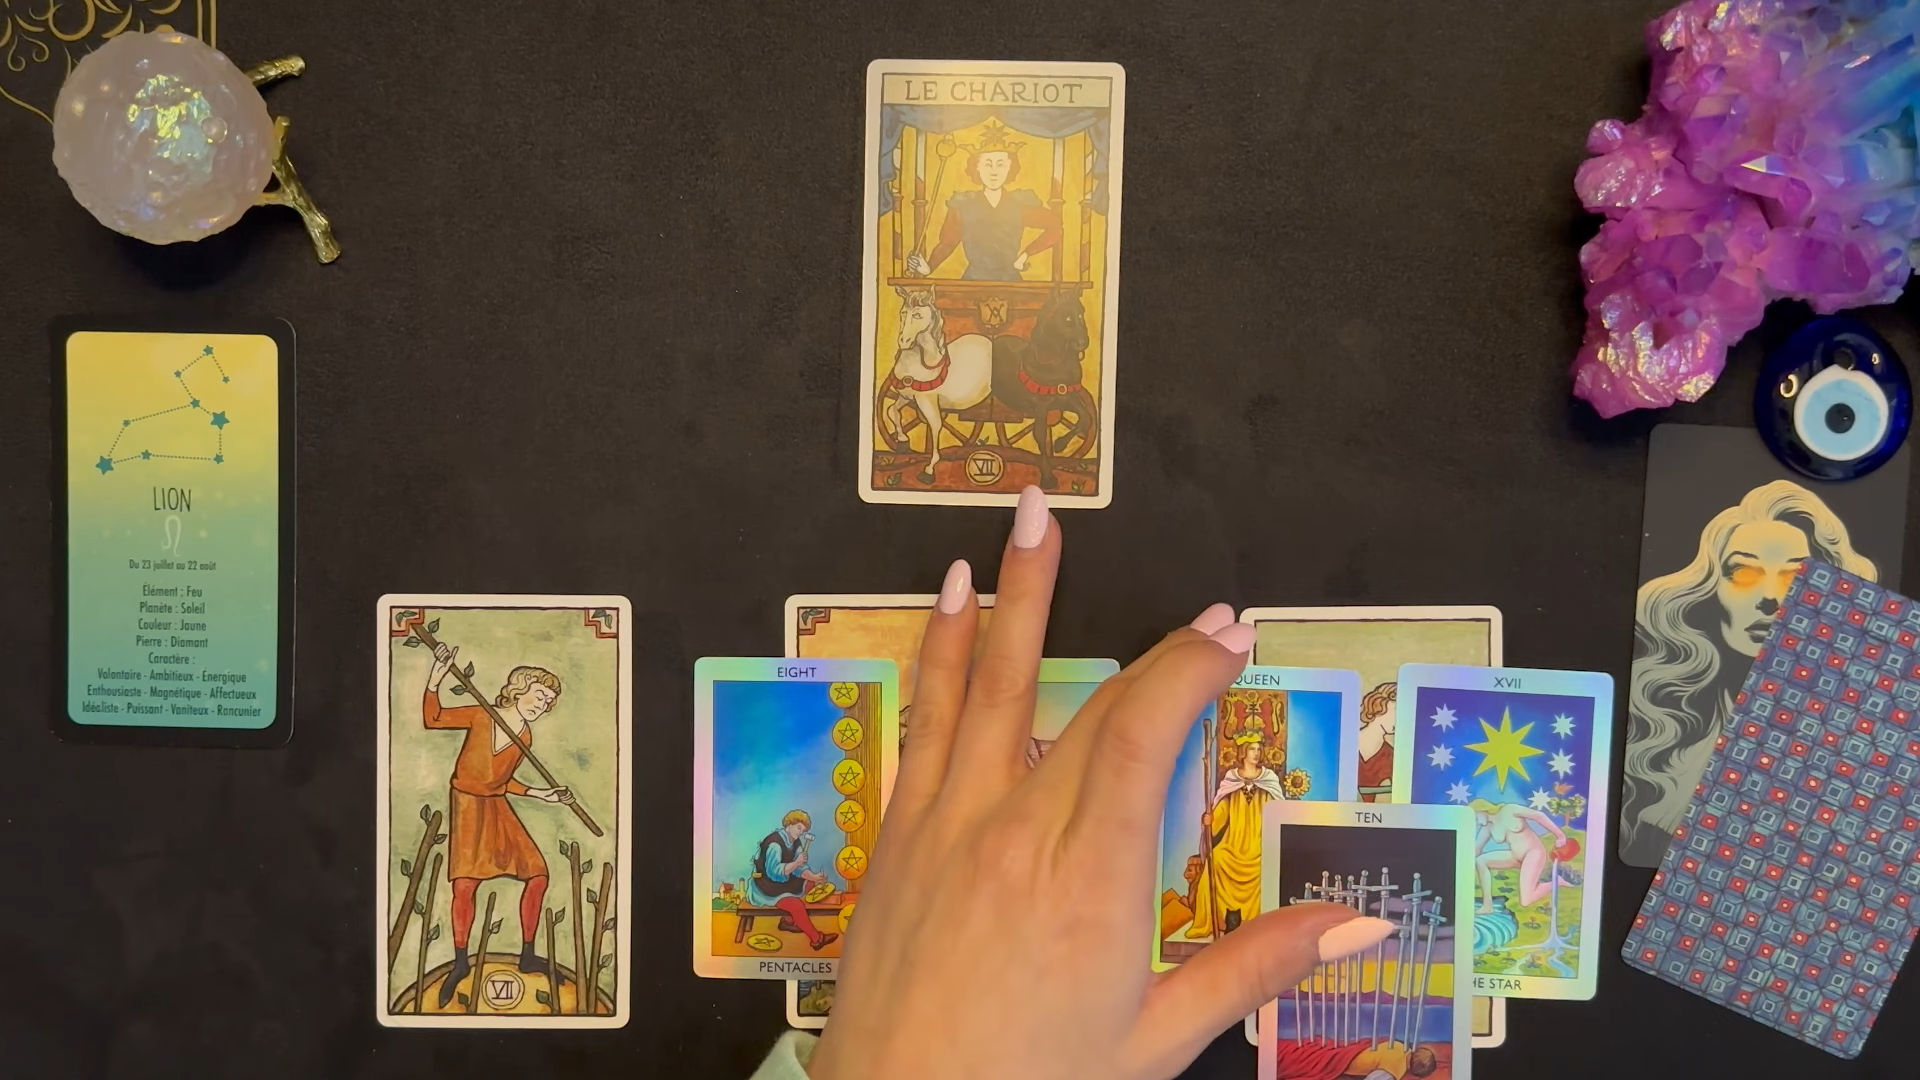 LE CHARIOT
VII
LION
Du 23 juillet au 22 août
Élément : Feu
Planète : Soleil
Couleur : Jaune
Pierre : Diamant
Caractère :
Volontaire - Ambitieux - Énergique
Enthousiaste - Magnétique - Affectueux
Idéaliste - Puissant - Vaniteux - Rancunier
VII
EIGHT
PENTACLES
QUEEN
XVII
HE STAR
TEN